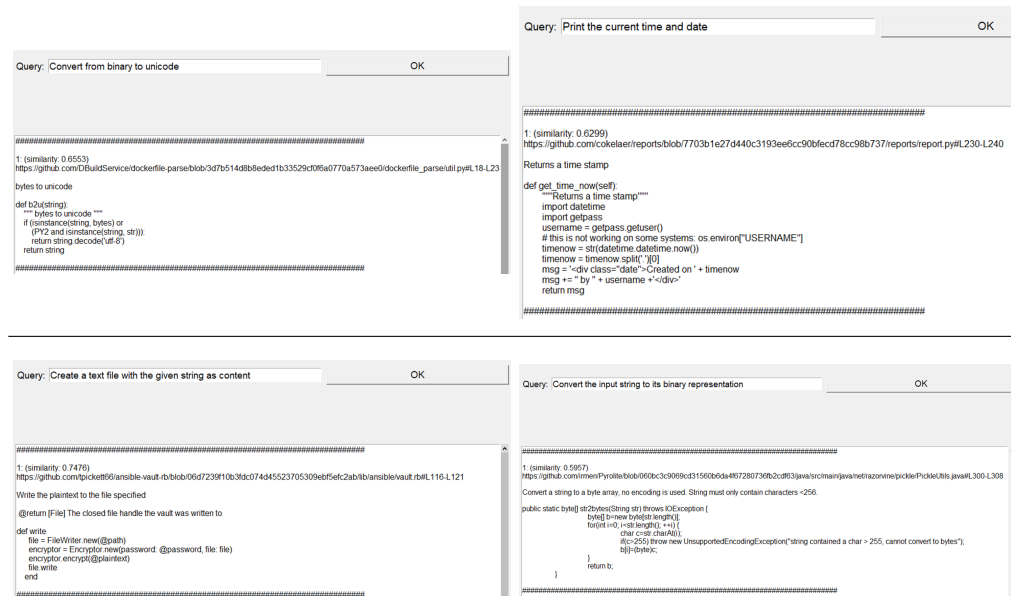 Query: Convert from binary to unicode
OK
################################################################################
1: (similarity: 0.6553)
https://github.com/DBuildService/dockerfile-parse/blob/3d7b514d8b8eded1b33529cf0f6a0770a573aee0/dockerfile_parse/util.py#L18-L23
bytes to unicode
def b2u(string):
""" bytes to unicode """
if (isinstance(string, bytes) or
(PY2 and isinstance(string, str))):
return string.decode('utf-8')
return string
################################################################################
Query: Print the current time and date
OK
################################################################################
1: (similarity: 0.6299)
https://github.com/cokelaer/reports/blob/7703b1e27d440c3193ee6cc90bfecd78cc98b737/reports/report.py#L230-L240
Returns a time stamp
def get_time_now(self):
"""Returns a time stamp"""
import datetime
import getpass
username = getpass.getuser()
# this is not working on some systems: os.environ["USERNAME"]
timenow = str(datetime.datetime.now())
timenow = timenow.split('.')[0]
msg = '<div class="date">Created on ' + timenow
msg += " by " + username +'</div>'
return msg
################################################################################
Query: Create a text file with the given string as content
OK
################################################################################
1: (similarity: 0.7476)
https://github.com/tpickett66/ansible-vault-rb/blob/06d7239f10b3fdc074d45523705309ebf5efc2ab/lib/ansible/vault.rb#L116-L121
Write the plaintext to the file specified
@return [File] The closed file handle the vault was written to
def write
file = FileWriter.new(@path)
encryptor = Encryptor.new(password: @password, file: file)
encryptor.encrypt(@plaintext)
file.write
end
################################################################################
Query: Convert the input string to its binary representation
OK
################################################################################
1: (similarity: 0.5957)
https://github.com/irmen/Pyrolite/blob/060bc3c9069cd31560b6da4f67280736fb2cdf63/java/src/main/java/net/razorvine/pickle/PickleUtils.java#L300-L308
Convert a string to a byte array, no encoding is used. String must only contain characters <256.
public static byte[] str2bytes(String str) throws IOException {
byte[] b=new byte[str.length()];
for(int i=0; i<str.length(); ++i) {
char c=str.charAt(i);
if(c>255) throw new UnsupportedEncodingException("string contained a char > 255, cannot convert to bytes");
b[i]=(byte)c;
}
return b;
}
################################################################################